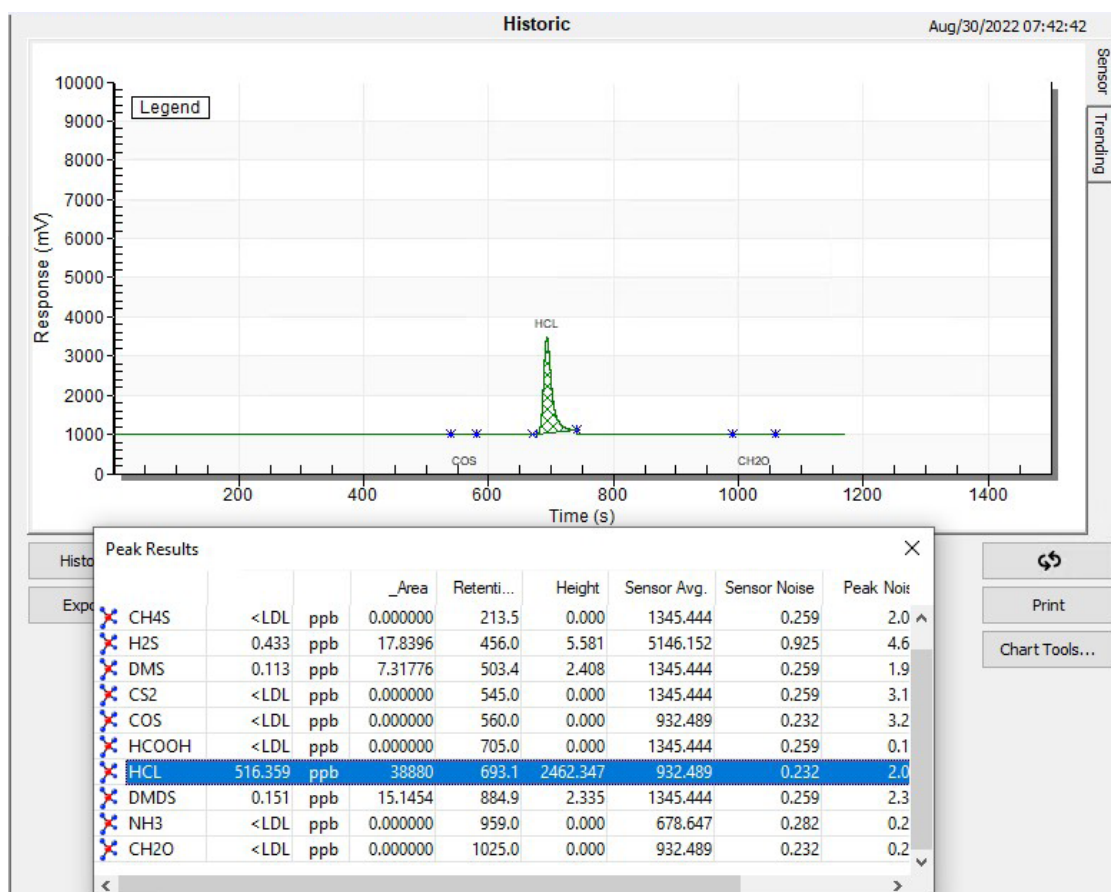 Historic
Aug/30/2022 07:42:42
Sensor
Trending
Legend
10000
9000
8000
7000
6000
5000
4000
3000
2000
1000
0
Response (mV)
HCL
COS
CH2O
200 400 600 800 1000 1200 1400
Time (s)
Histo
Expo
Print
Chart Tools...
Peak Results
_Area Retenti... Height Sensor Avg. Sensor Noise Peak Nois
CH4S <LDL ppb 0.000000 213.5 0.000 1345.444 0.259 2.0
H2S 0.433 ppb 17.8396 456.0 5.581 5146.152 0.925 4.6
DMS 0.113 ppb 7.31776 503.4 2.408 1345.444 0.259 1.9
CS2 <LDL ppb 0.000000 545.0 0.000 1345.444 0.259 3.1
COS <LDL ppb 0.000000 560.0 0.000 932.489 0.232 3.2
HCOOH <LDL ppb 0.000000 705.0 0.000 1345.444 0.259 0.1
HCL 516.359 ppb 38880 693.1 2462.347 932.489 0.232 2.0
DMDS 0.151 ppb 15.1454 884.9 2.335 1345.444 0.259 2.3
NH3 <LDL ppb 0.000000 959.0 0.000 678.647 0.282 0.2
CH2O <LDL ppb 0.000000 1025.0 0.000 932.489 0.232 0.2